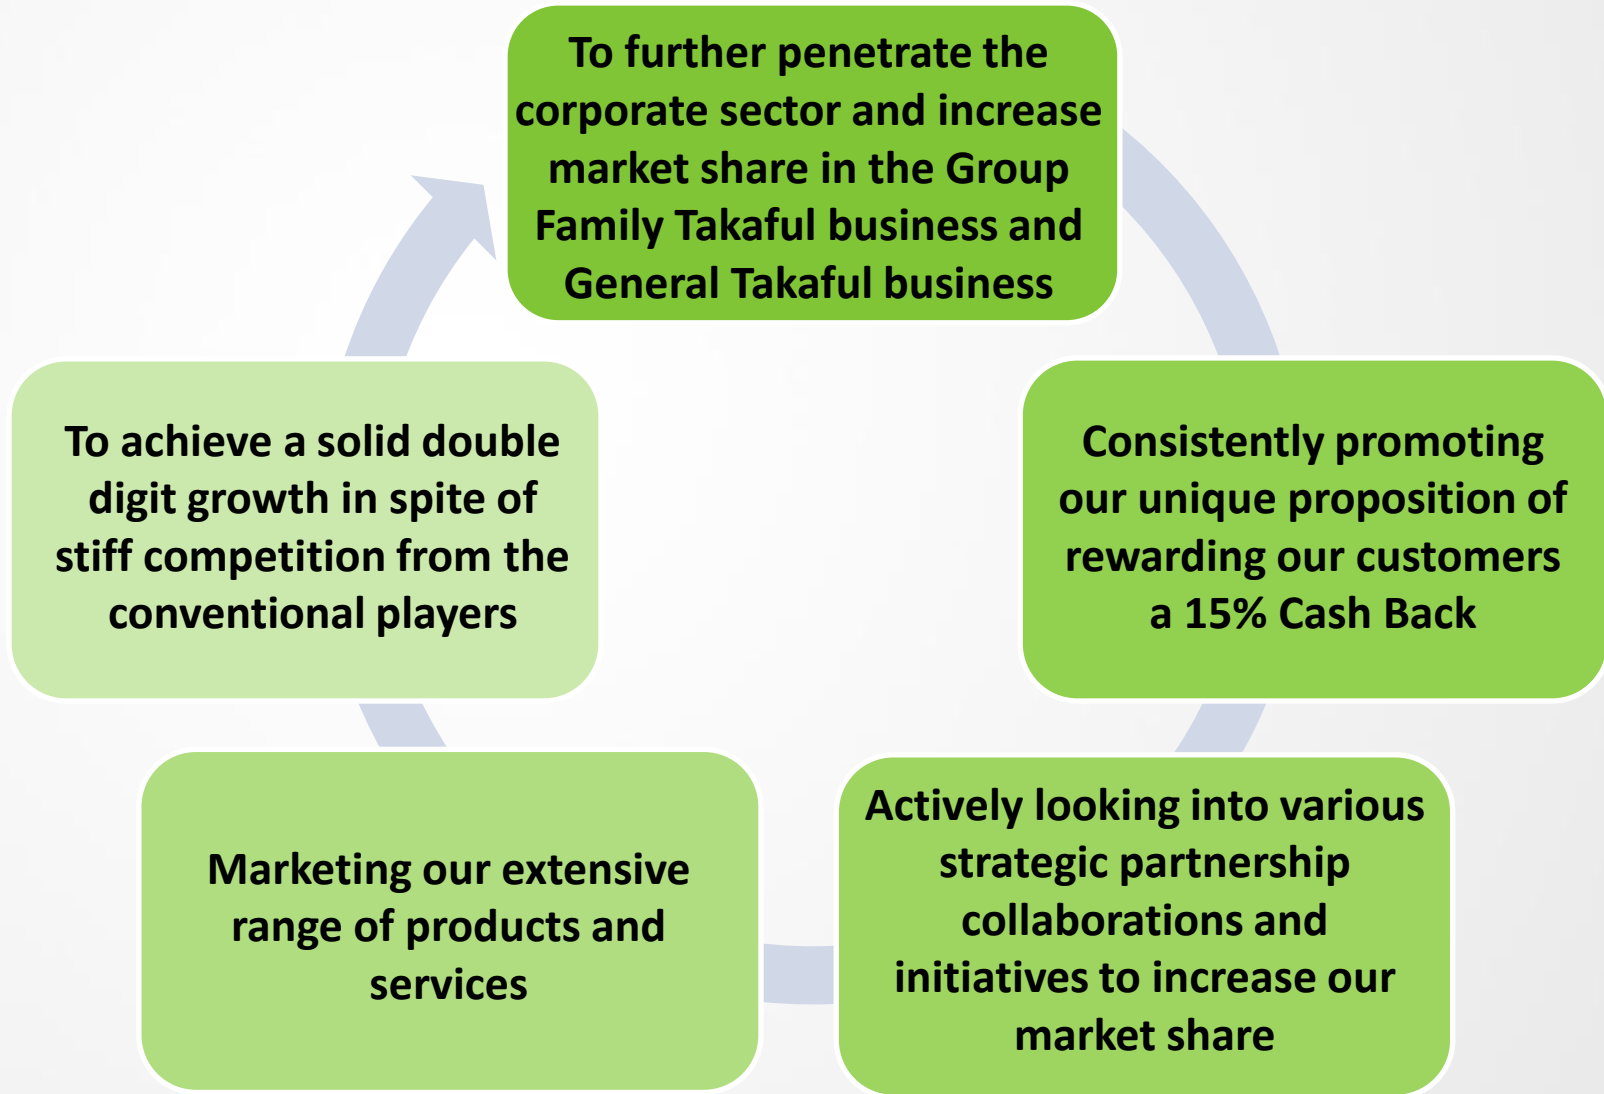 To further penetrate the
corporate sector and increase
market share in the Group
Family Takaful business and
General Takaful business
Consistently promoting
our unique proposition of
rewarding our customers
a 15% Cash Back
Actively looking into various
strategic partnership
collaborations and
initiatives to increase our
market share
Marketing our extensive
range of products and
services
To achieve a solid double
digit growth in spite of
stiff competition from the
conventional players